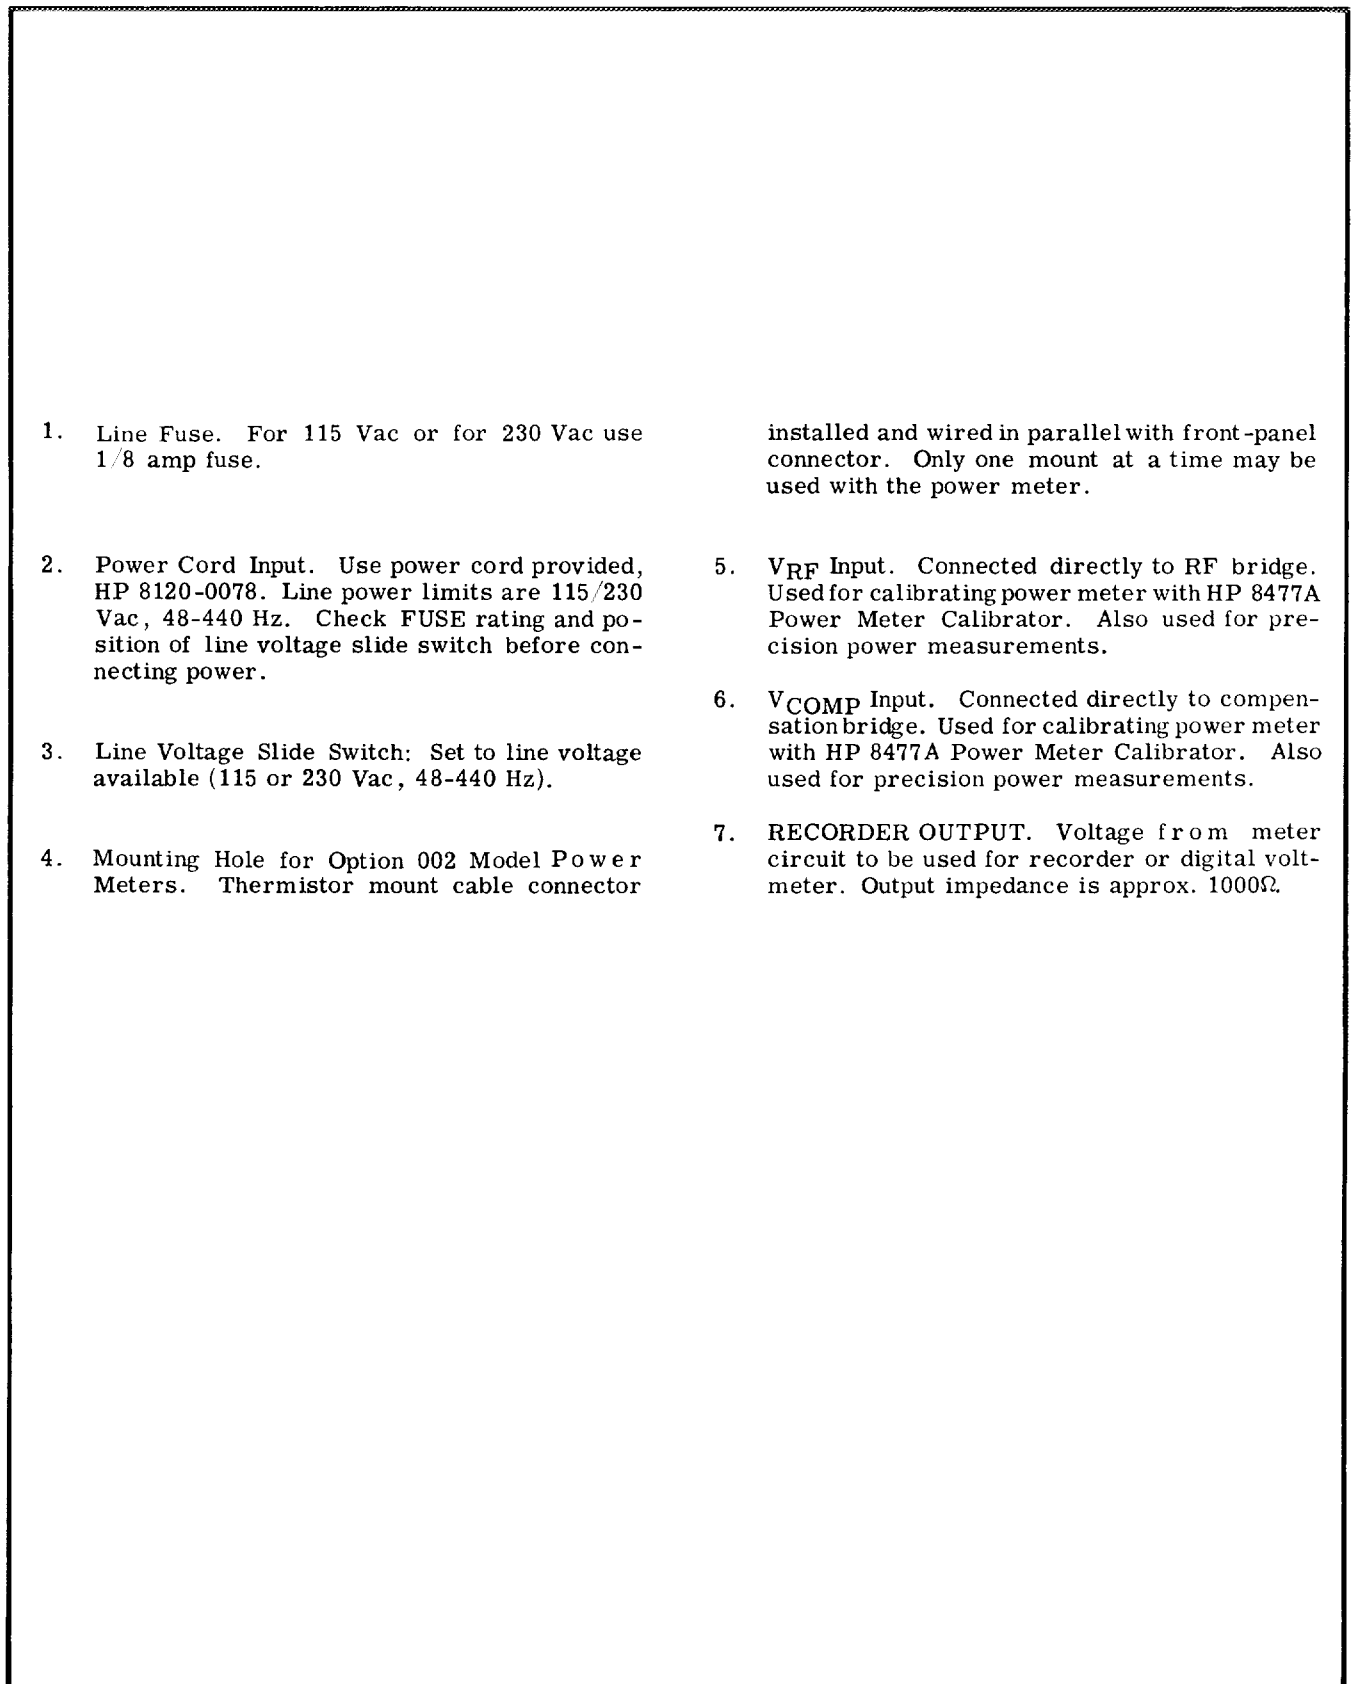 1. Line Fuse. For 115 Vac or for 230 Vac use
1/8 amp fuse.
2. Power Cord Input. Use power cord provided,
HP 8120-0078. Line power limits are 115/230
Vac, 48-440 Hz. Check FUSE rating and po-
sition of line voltage slide switch before con-
necting power.
3. Line Voltage Slide Switch: Set to line voltage
available (115 or 230 Vac, 48-440 Hz).
4. Mounting Hole for Option 002 Model Power
Meters. Thermistor mount cable connector
installed and wired in parallel with front-panel
connector. Only one mount at a time may be
used with the power meter.
5. VRF Input. Connected directly to RF bridge.
Used for calibrating power meter with HP 8477A
Power Meter Calibrator. Also used for pre-
cision power measurements.
6. VCOMP Input. Connected directly to compen-
sation bridge. Used for calibrating power meter
with HP 8477A Power Meter Calibrator. Also
used for precision power measurements.
7. RECORDER OUTPUT. Voltage from meter
circuit to be used for recorder or digital volt-
meter. Output impedance is approx. 1000Ω.